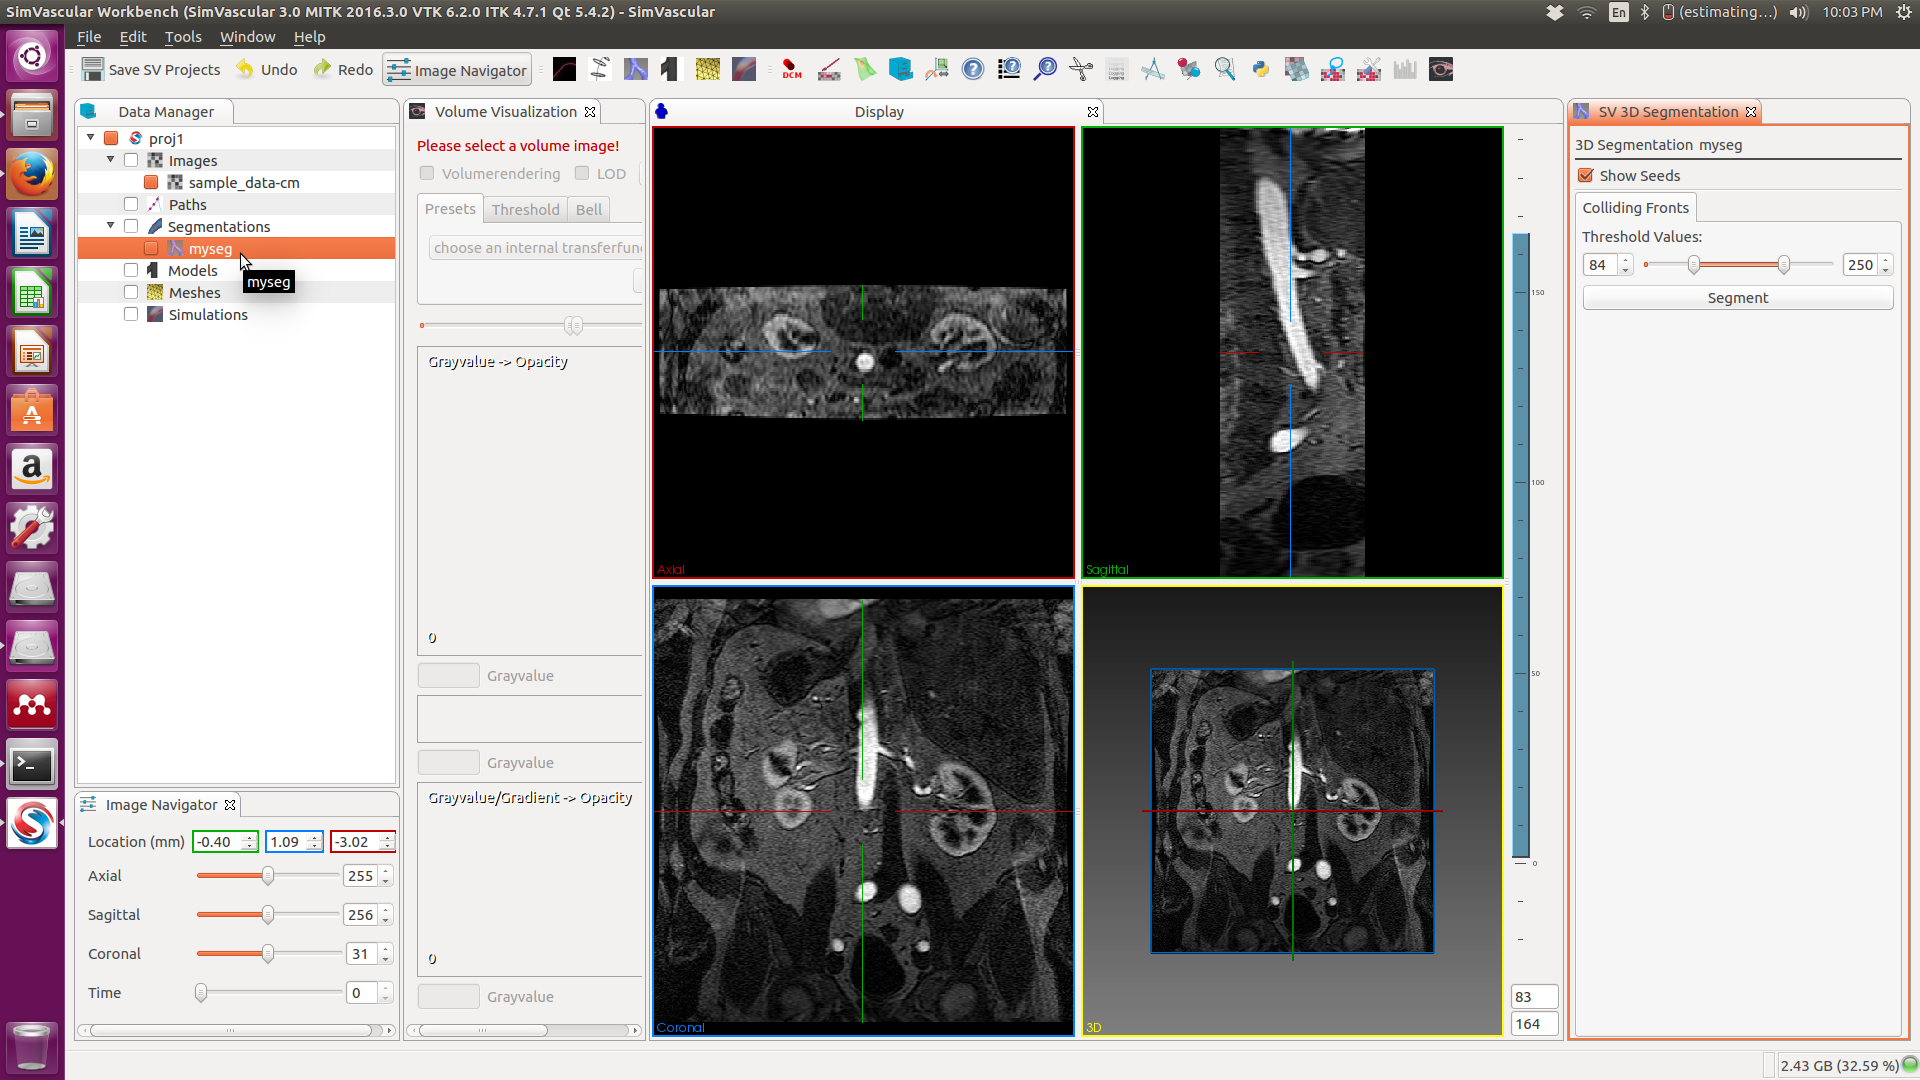 SimVascular Workbench (SimVascular 3.0 MITK 2016.3.0 VTK 6.2.0 ITK 4.7.1 Qt 5.4.2) - SimVascular
En
(estimating...)
10:03 PM
File Edit Tools Window Help
Save SV Projects
Undo
Redo
Image Navigator
DCM
Data Manager
proj1
Images
sample_data-cm
Paths
Segmentations
myseg
Models
myseg
Meshes
Simulations
Image Navigator
Location (mm) -0.40 1.09 -3.02
Axial 255
Sagittal 256
Coronal 31
Time 0
Volume Visualization
Please select a volume image!
Volumerendering LOD
Presets Threshold Bell
choose an internal transferfun
Grayvalue -> Opacity
0
Grayvalue
Grayvalue
Grayvalue/Gradient -> Opacity
0
Grayvalue
Display
Axial
Sagittal
Coronal
3D
150
100
50
0
83
164
SV 3D Segmentation
3D Segmentation myseg
Show Seeds
Colliding Fronts
Threshold Values:
84 250
Segment
2.43 GB (32.59 %)